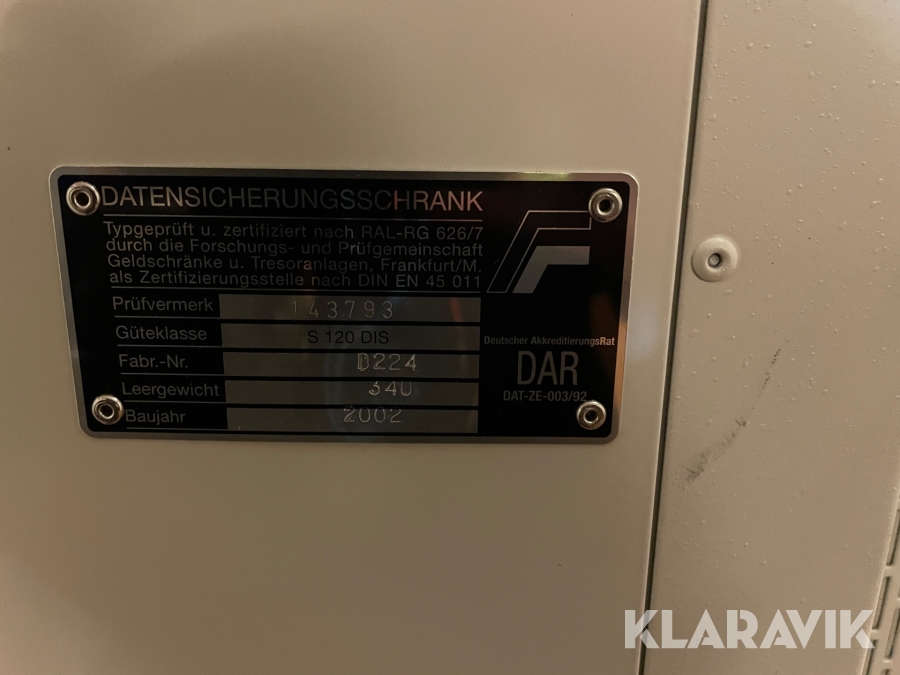 DATENSICHERUNGSSCHRANK
Typgeprüft u. zertifiziert nach RAL-RG 626/7
durch die Forschungs- und Prüfgemeinschaft
Geldschränke u. Tresoranlagen, Frankfurt/M.
als Zertifizierungsstelle nach DIN EN 45 011
Prüfvermerk 143793
Güteklasse S 120 DIS
Fabr.-Nr. D224
Leergewicht 340
Baujahr 2002
Deutscher AkkreditierungsRat
DAR
DAT-ZE-003/92
KLARAVIK